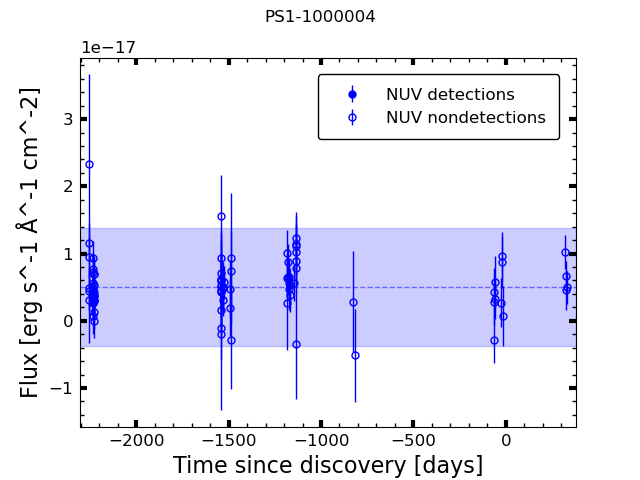 PS1-1000004
1e−17
NUV detections
NUV nondetections
3
2
1
0
−1
Flux [erg s^-1 Å^-1 cm^-2]
−2000 −1500 −1000 −500 0
Time since discovery [days]